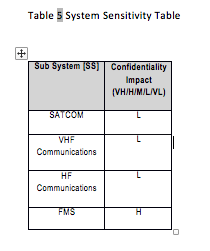 Table 5 System Sensitivity Table
Sub System [SS] Confidentiality
Impact
(VH/H/M/L/VL)
SATCOM L
VHF L
Communications
HF L
Communications
FMS H